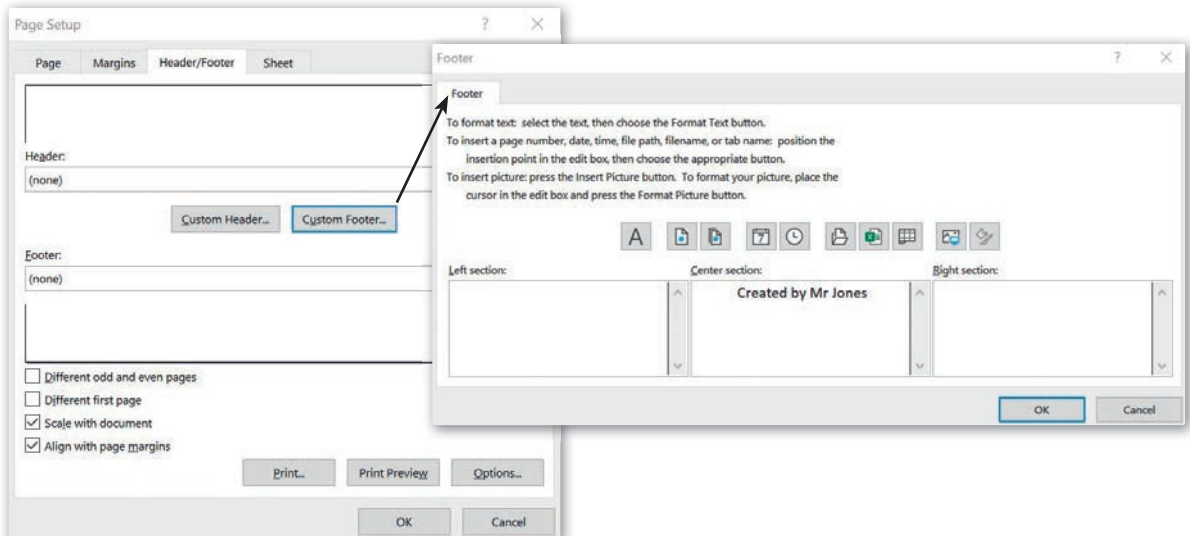 Page Setup
?
Page
Margins
Header/Footer
Sheet
Header:
(none)
Custom Header...
Custom Footer...
Footer:
(none)
Different odd and even pages
Different first page
Scale with document
Align with page margins
Print...
Print Preview
Options...
OK
Cancel
Footer
?
Footer
To format text: select the text, then choose the Format Text button.
To insert a page number, date, time, file path, filename, or tab name: position the
insertion point in the edit box, then choose the appropriate button.
To insert picture: press the Insert Picture button. To format your picture, place the
cursor in the edit box and press the Format Picture button.
A
7
Left section:
Center section:
Right section:
Created by Mr Jones
OK
Cancel